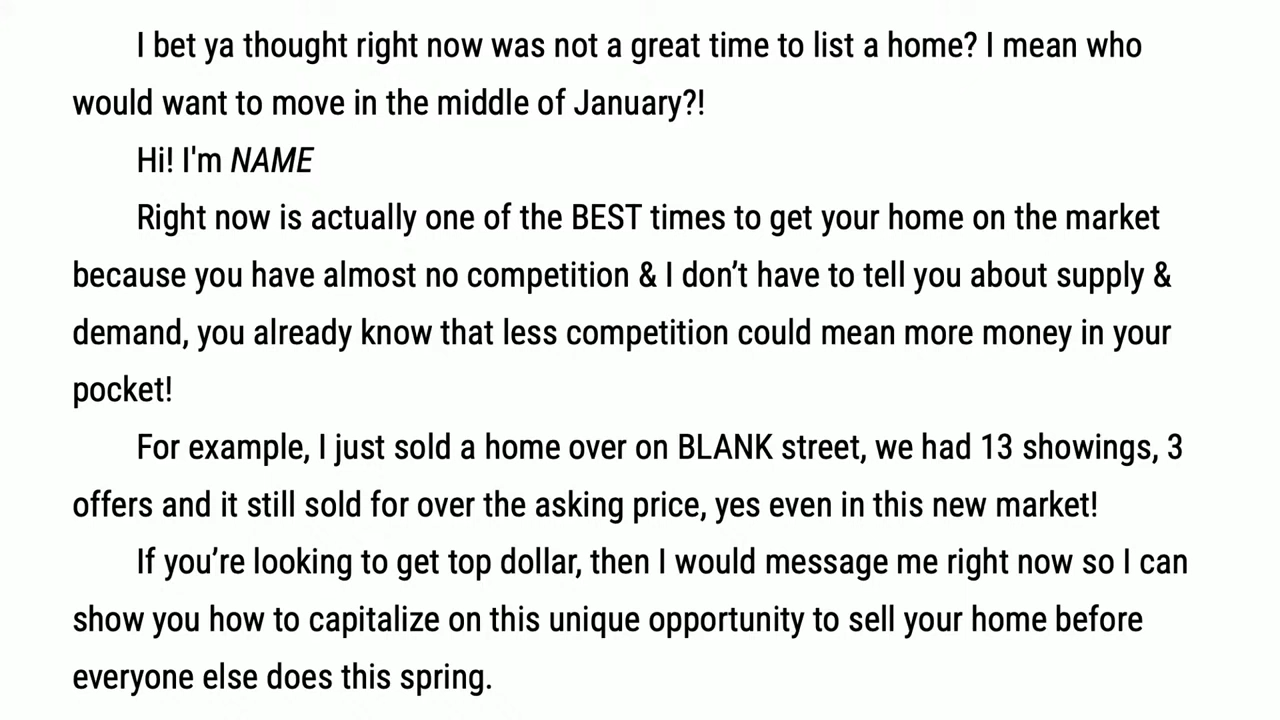 I bet ya thought right now was not a great time to list a home? I mean who
would want to move in the middle of January?!
Hi! I'm NAME
Right now is actually one of the BEST times to get your home on the market
because you have almost no competition & I don’t have to tell you about supply &
demand, you already know that less competition could mean more money in your
pocket!
For example, I just sold a home over on BLANK street, we had 13 showings, 3
offers and it still sold for over the asking price, yes even in this new market!
If you’re looking to get top dollar, then I would message me right now so I can
show you how to capitalize on this unique opportunity to sell your home before
everyone else does this spring.